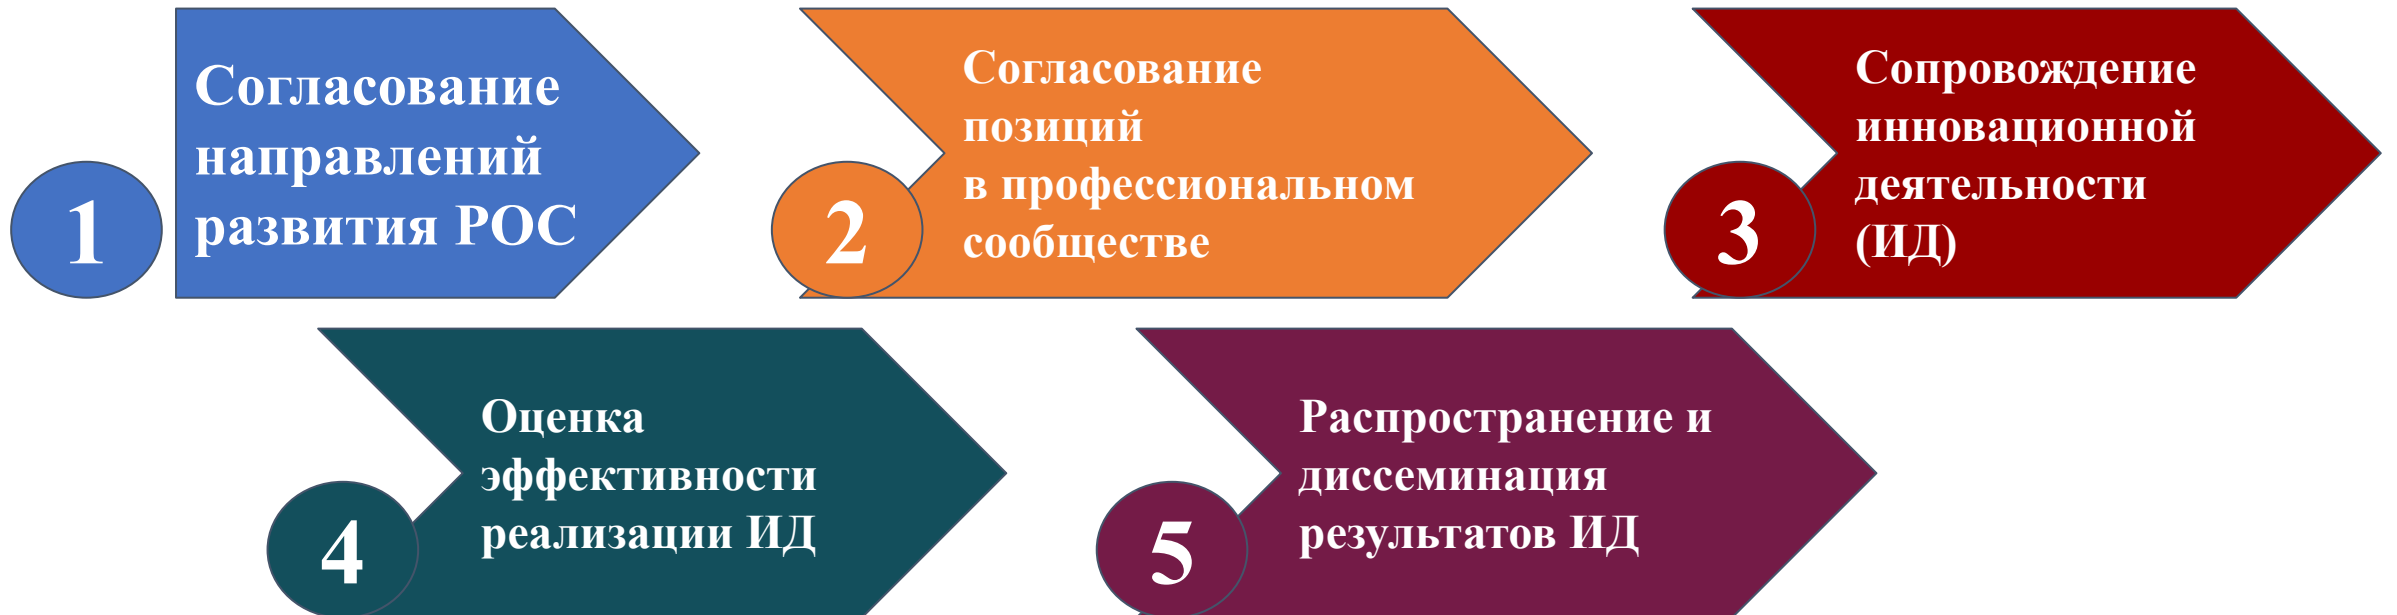 1
Согласование
направлений
развития РОС
2
Согласование
позиций
в профессиональном
сообществе
3
Сопровождение
инновационной
деятельности
(ИД)
4
Оценка
эффективности
реализации ИД
5
Распространение и
диссеминация
результатов ИД